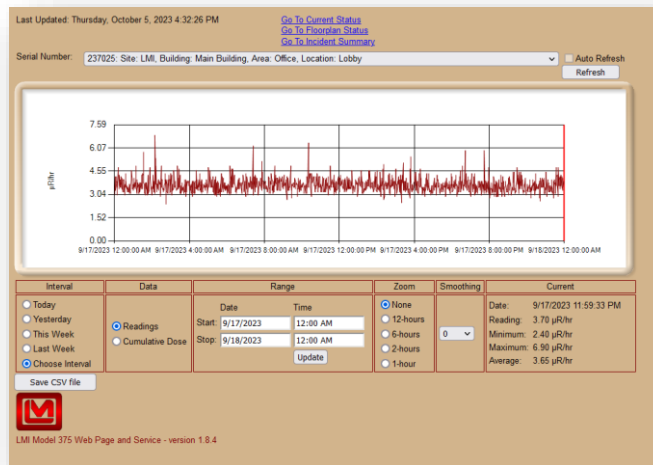 Last Updated: Thursday, October 5, 2023 4:32:26 PM
Go To Current Status
Go To Floorplan Status
Go To Incident Summary
Serial Number: 237025: Site: LMI, Building: Main Building, Area: Office, Location: Lobby
Auto Refresh
Refresh
7.59
6.07
4.55
3.04
1.52
0.00
µR/hr
9/17/2023 12:00:00 AM 9/17/2023 4:00:00 AM 9/17/2023 8:00:00 AM 9/17/2023 12:00:00 PM 9/17/2023 4:00:00 PM 9/17/2023 8:00:00 PM 9/18/2023 12:00:00 AM
Interval Data Range Zoom Smoothing Current
Today
Yesterday
This Week
Last Week
Choose Interval
Readings
Cumulative Dose
Date Time
Start: 9/17/2023 12:00 AM
Stop: 9/18/2023 12:00 AM
Update
None
12-hours
6-hours
2-hours
1-hour
0
Date: 9/17/2023 11:59:33 PM
Reading: 3.70 µR/hr
Minimum: 2.40 µR/hr
Maximum: 6.90 µR/hr
Average: 3.65 µR/hr
Save CSV file
LMI
LMI Model 375 Web Page and Service - version 1.8.4